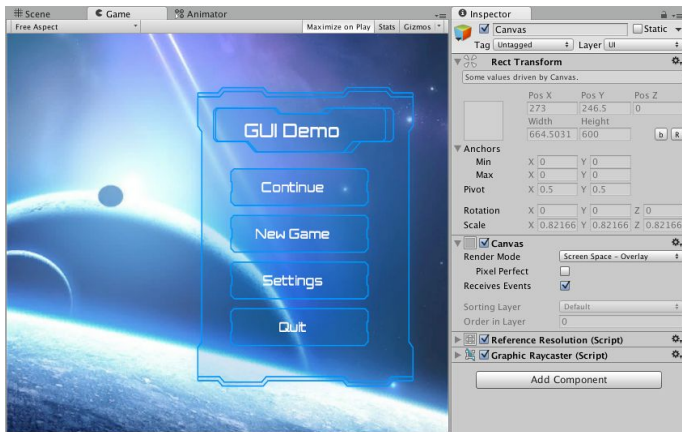 Scene
Game
Animator
Free Aspect
Maximize on Play Stats Gizmos
GUI Demo
Continue
New Game
Settings
Quit
Inspector
Canvas
Static
Tag Untagged Layer UI
Rect Transform
Some values driven by Canvas.
Pos X Pos Y Pos Z
273 246.5 0
Width Height
664.5031 600 b R
Anchors
Min X 0 Y 0
Max X 0 Y 0
Pivot X 0.5 Y 0.5
Rotation X 0 Y 0 Z 0
Scale X 0.82166 Y 0.82166 Z 0.82166
Canvas
Render Mode Screen Space - Overlay
Pixel Perfect
Receives Events
Sorting Layer Default
Order in Layer 0
Reference Resolution (Script)
Graphic Raycaster (Script)
Add Component